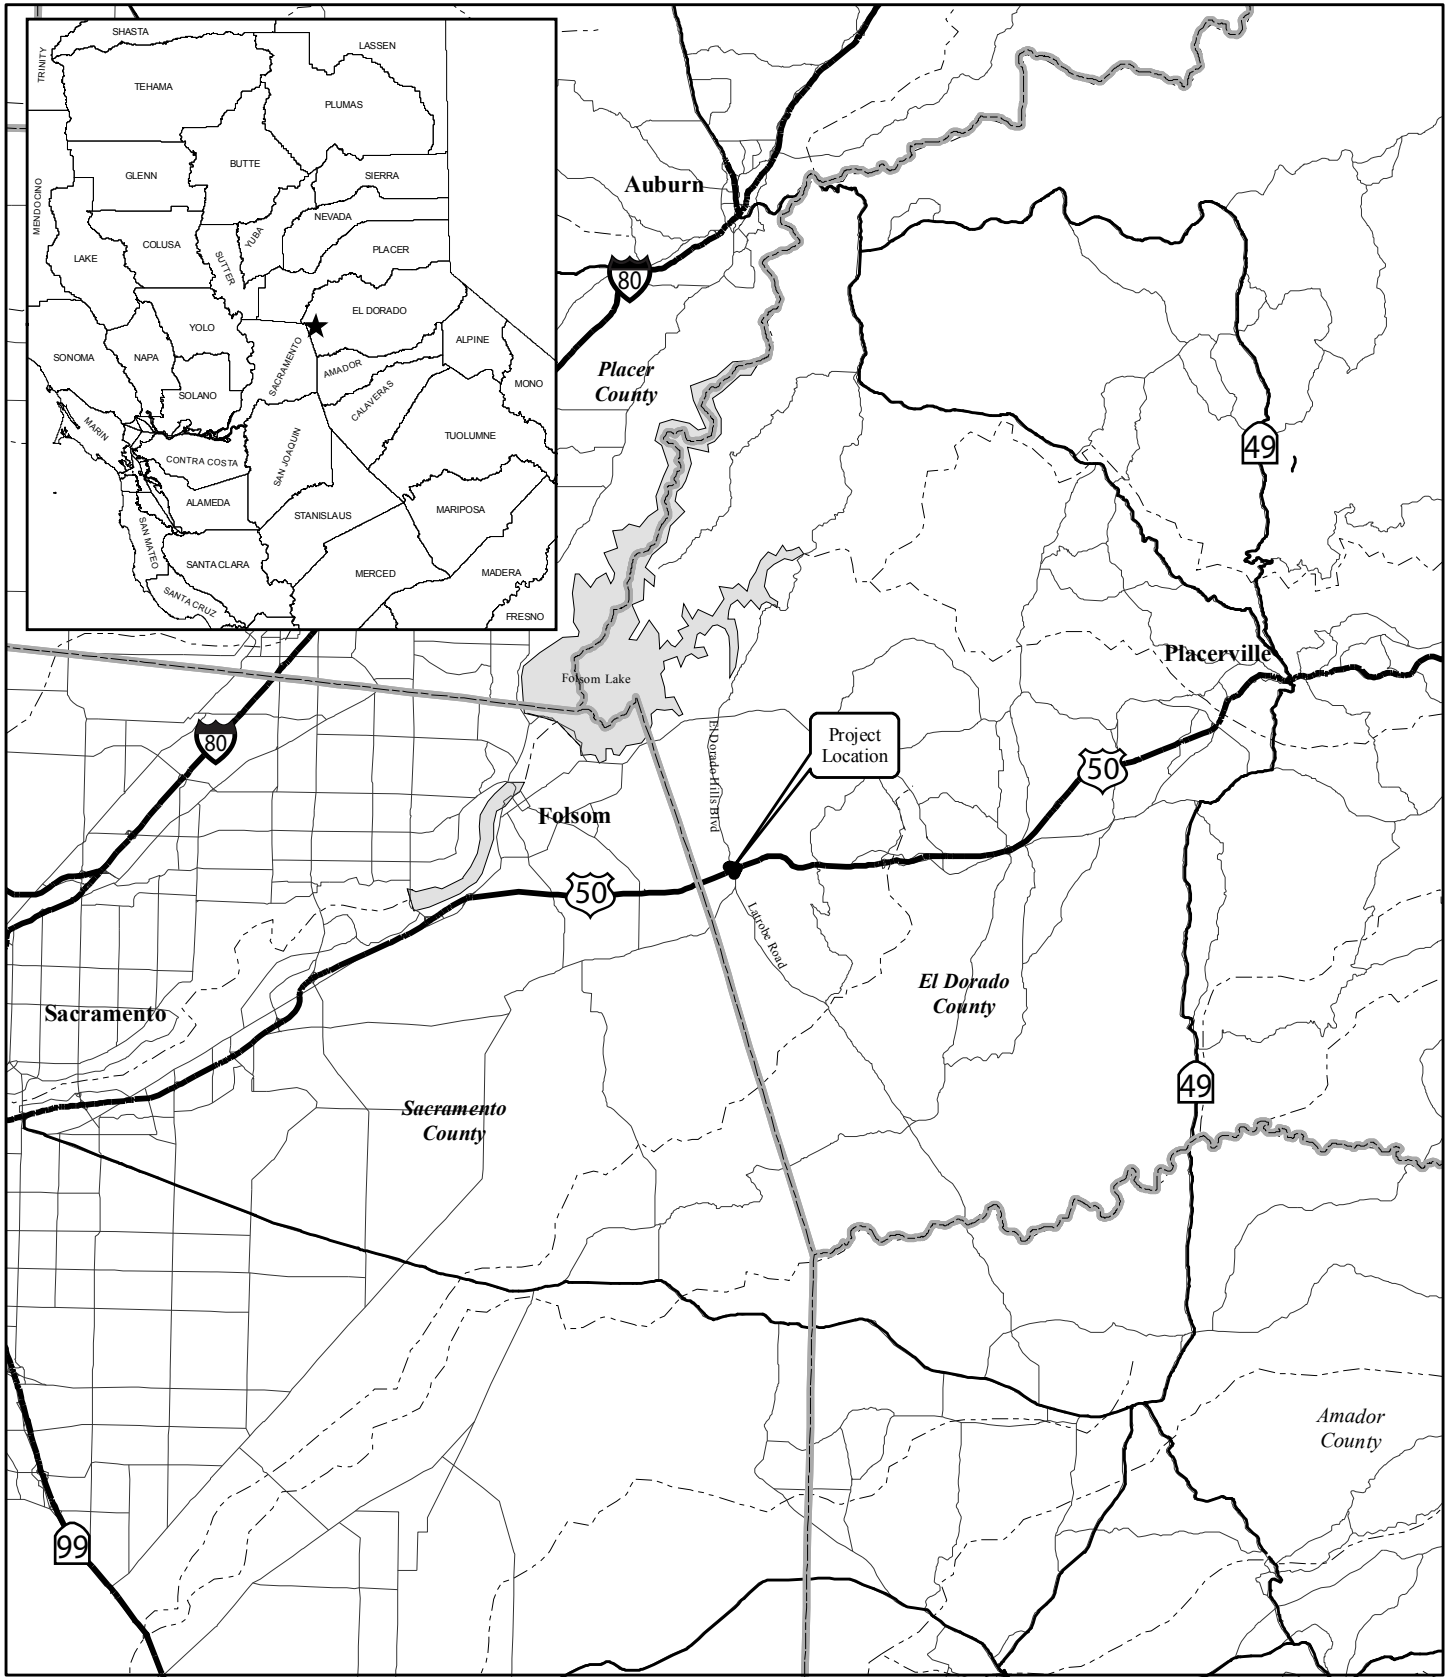 SHASTA
LASSEN
TRINITY
TEHAMA
PLUMAS
BUTTE
GLENN
SIERRA
MENDOCINO
NEVADA
YUBA
COLUSA
PLACER
LAKE
SUTTER
EL DORADO
YOLO
ALPINE
SONOMA
NAPA
SACRAMENTO
AMADOR
MONO
SOLANO
CALAVERAS
MARIN
TUOLUMNE
CONTRA COSTA
SAN JOAQUIN
ALAMEDA
MARIPOSA
STANISLAUS
SAN MATEO
SANTA CLARA
MERCED
MADERA
SANTA CRUZ
FRESNO
Auburn
80
Placer
County
49
Placerville
Folsom Lake
80
El Dorado Hills Blvd
Project
Location
50
Folsom
50
Latrobe Road
El Dorado
County
Sacramento
49
Sacramento
County
Amador
County
99